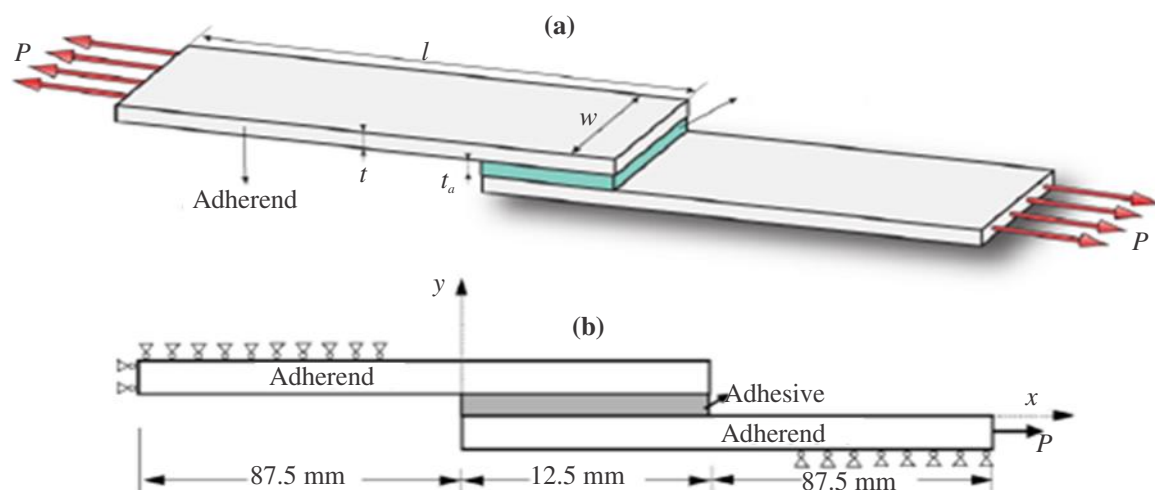 (a)
P
l
w
t
t_a
Adherend
P
y
(b)
Adherend
Adhesive
x
Adherend
P
87.5 mm 12.5 mm 87.5 mm